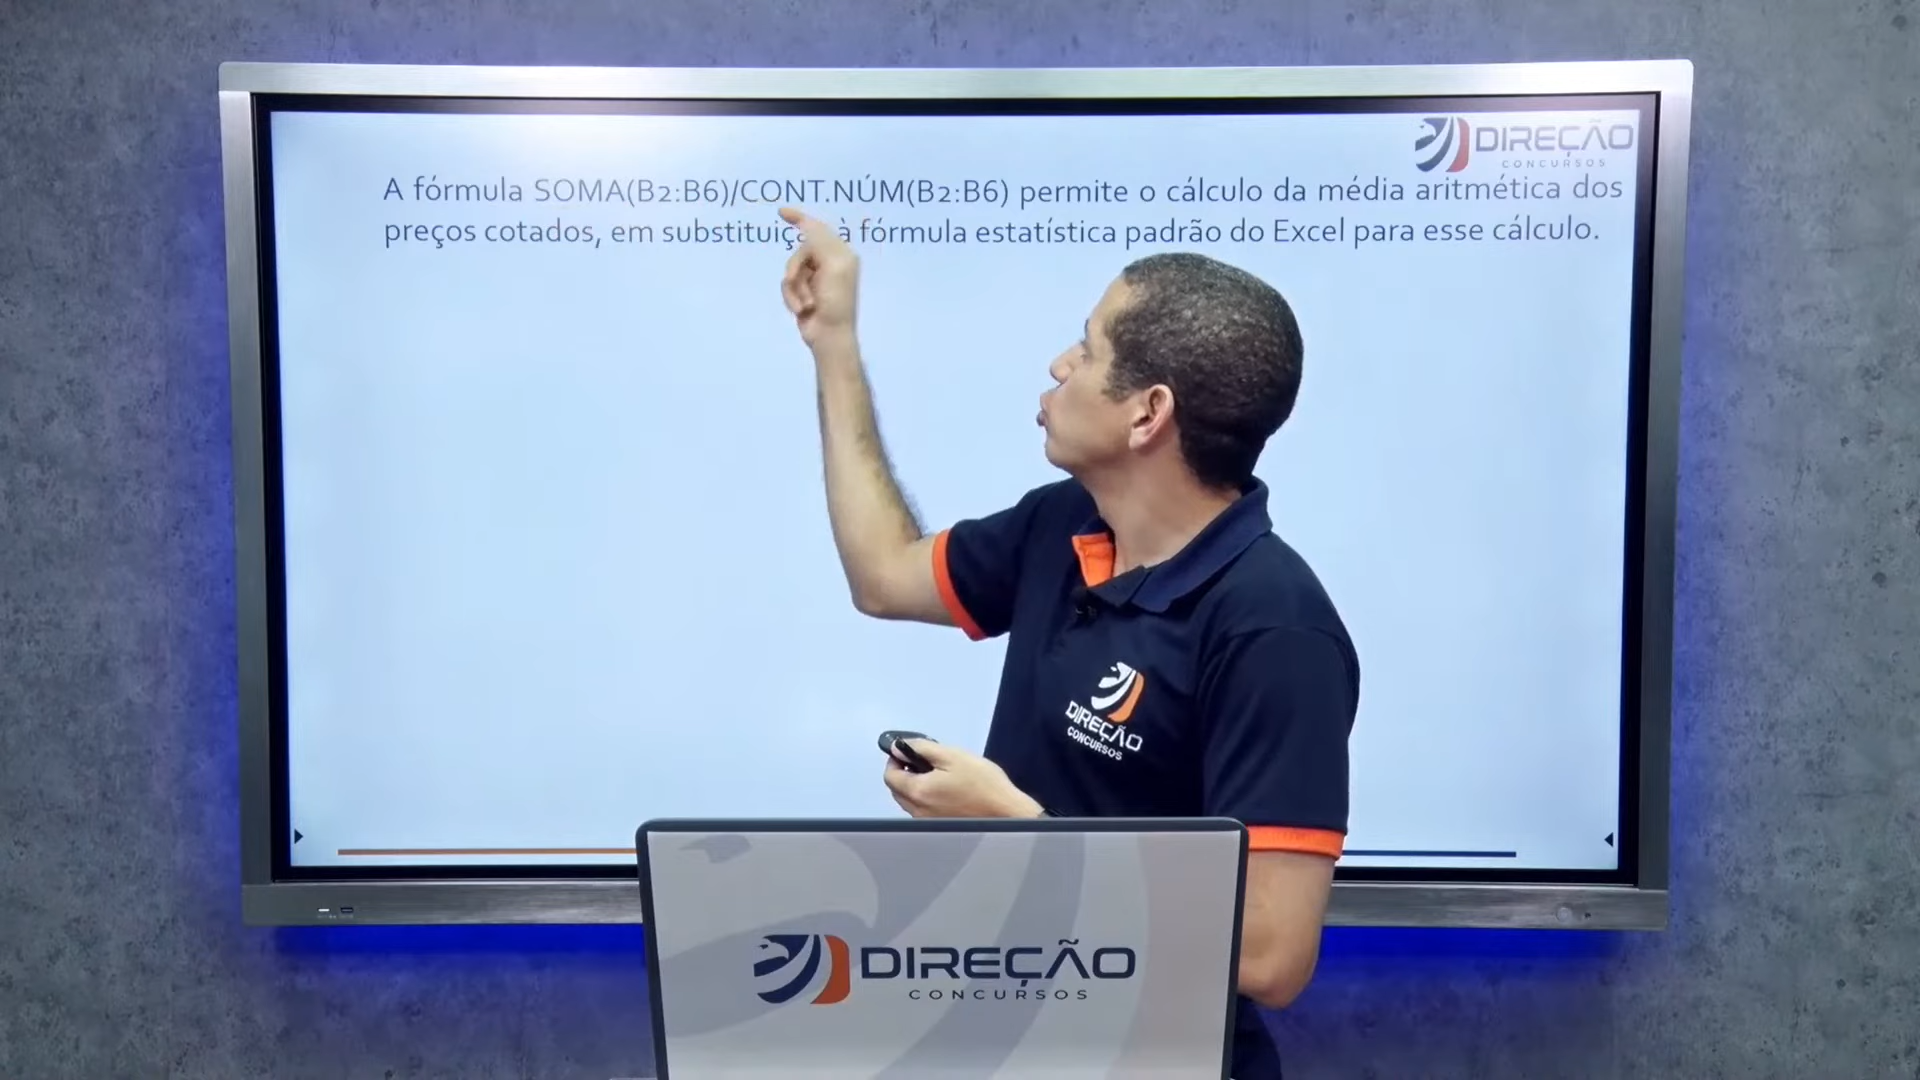 DIREÇÃO
CONCURSOS
A fórmula SOMA(B2:B6)/CONT.NÚM(B2:B6) permite o cálculo da média aritmética dos
preços cotados, em à fórmula estatística padrão do Excel para esse cálculo.
DIREÇÃO
CONCURSOS
DIREÇÃO
CONCURSOS